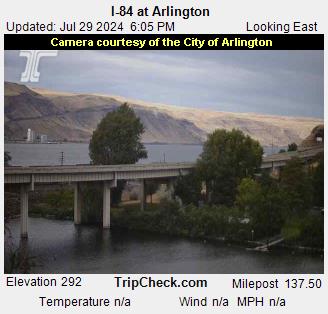 I-84 at Arlington
Updated: Jul 29 2024 6:05 PM Looking East
Camera courtesy of the City of Arlington
Elevation 292 TripCheck.com Milepost 137.50
Temperature n/a Wind n/a MPH n/a